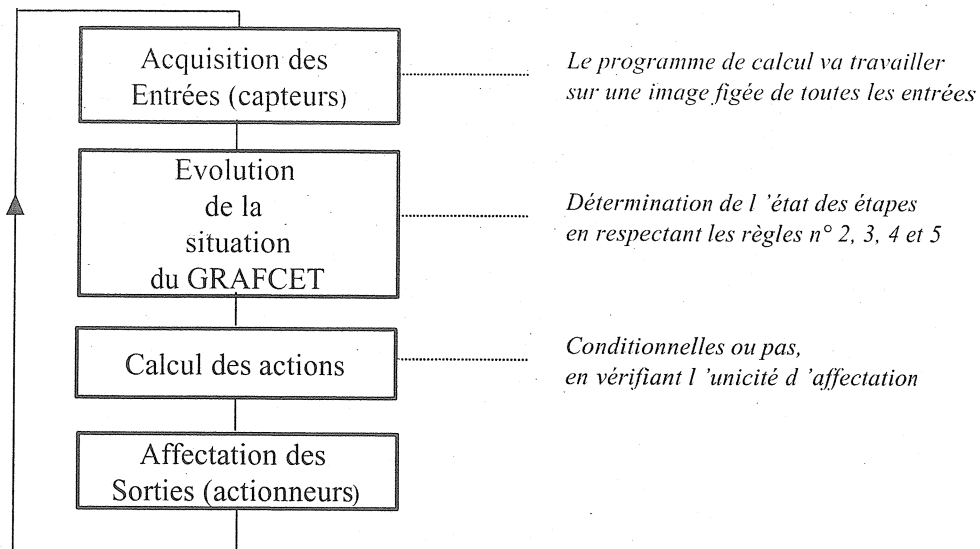 Acquisition des
Entrées (capteurs)
Le programme de calcul va travailler
sur une image figée de toutes les entrées
Evolution
de la
situation
du GRAFCET
Détermination de l ’état des étapes
en respectant les règles n° 2, 3, 4 et 5
Calcul des actions
Conditionnelles ou pas,
en vérifiant l ’unicité d ’affectation
Affectation des
Sorties (actionneurs)